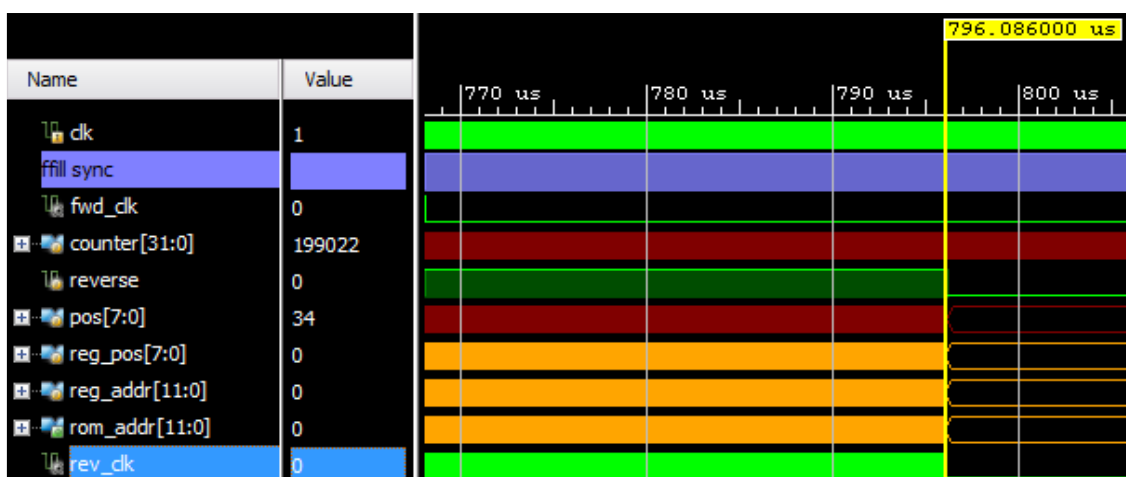 796.086000 us
Name Value
770 us 780 us 790 us 800 us
clk 1
ffill sync
fwd_clk 0
counter[31:0] 199022
reverse 0
pos[7:0] 34
reg_pos[7:0] 0
reg_addr[11:0] 0
rom_addr[11:0] 0
rev_clk 0